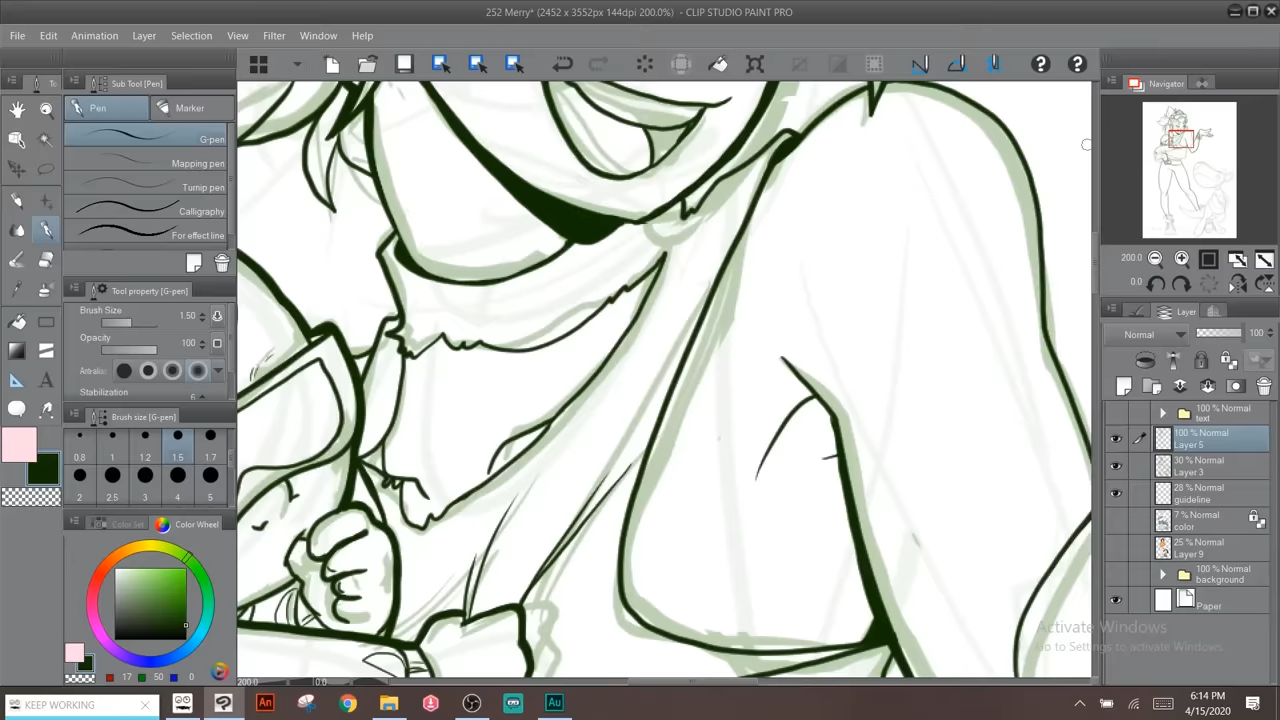 252 Merry* (2452 x 3552px 144dpi 200.0%) - CLIP STUDIO PAINT PRO
File Edit Animation Layer Selection View Filter Window Help
Sub Tool [Pen]
Navigator
Pen Marker
G-pen
Mapping pen
Turnip pen
Calligraphy
For effect line
200.0
0.0
Tool property [G-pen]
Brush Size 1.50
Opacity 100
Anti-alias
Stabilization 6
Layer
Normal 100
Brush size [G-pen]
0.8 1 1.2 1.5 1.7
2 2.5 3 4 5
100 % Normal
text
100 % Normal
Layer 5
30 % Normal
Layer 3
28 % Normal
guideline
7 % Normal
color
25 % Normal
Layer 9
100 % Normal
background
Paper
Color Set Color Wheel
17 50 0
200.0 0.0
Activate Windows
Go to Settings to activate Windows.
KEEP WORKING
An
Au
6:14 PM
4/15/2020